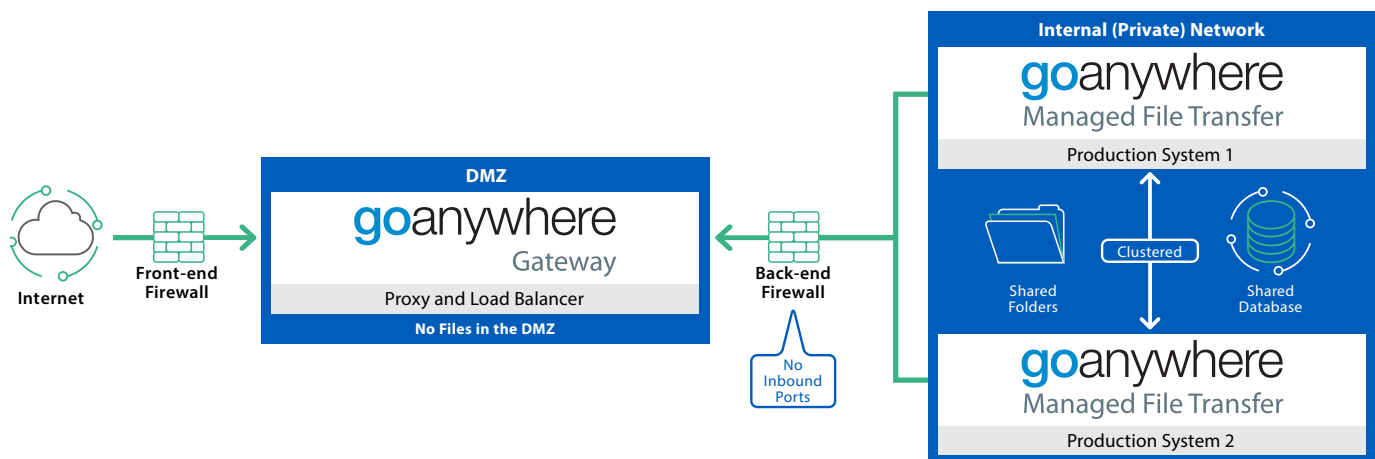 Internet
Front-end
Firewall
DMZ
goanywhere
Gateway
Proxy and Load Balancer
No Files in the DMZ
Back-end
Firewall
No
Inbound
Ports
Internal (Private) Network
goanywhere
Managed File Transfer
Production System 1
Shared
Folders
Clustered
Shared
Database
goanywhere
Managed File Transfer
Production System 2